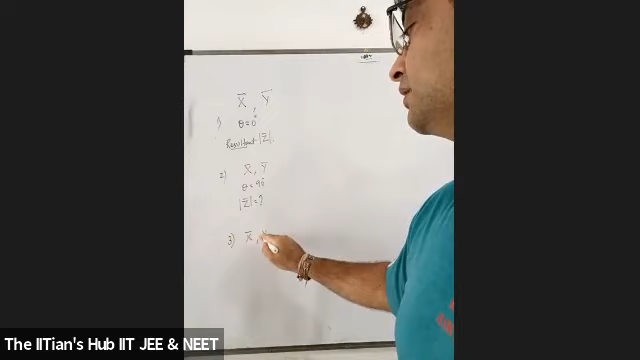 X̄ , Ȳ
1) θ = 0°
Resultant |Z̄|
2) X̄, Ȳ
θ = 90°
|Z̄| = ?
3) X̄, Y
The IITian's Hub IIT JEE & NEET